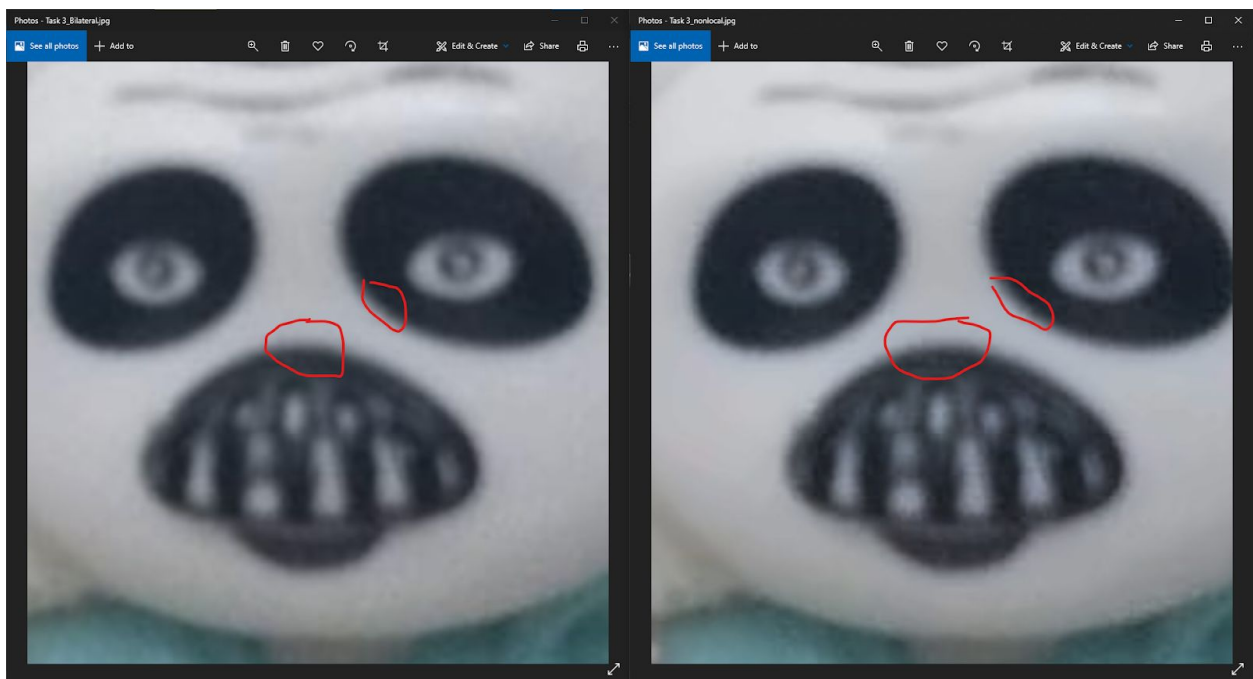 Photos - Task 3_Bilateral.jpg
See all photos + Add to Edit & Create Share
Photos - Task 3_nonlocal.jpg
See all photos + Add to Edit & Create Share